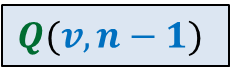 Q(v, n − 1)